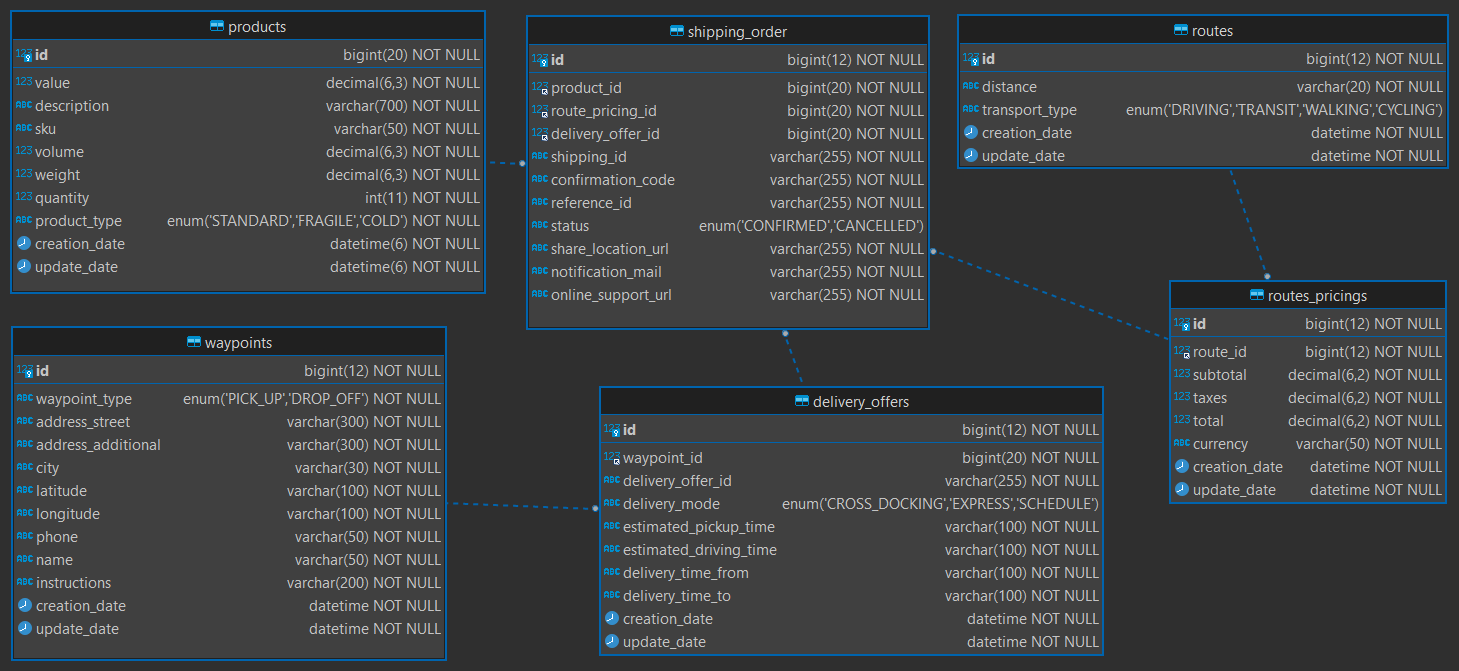 products
id bigint(20) NOT NULL
value decimal(6,3) NOT NULL
description varchar(700) NOT NULL
sku varchar(50) NOT NULL
volume decimal(6,3) NOT NULL
weight decimal(6,3) NOT NULL
quantity int(11) NOT NULL
product_type enum('STANDARD','FRAGILE','COLD') NOT NULL
creation_date datetime(6) NOT NULL
update_date datetime(6) NOT NULL
shipping_order
id bigint(12) NOT NULL
product_id bigint(20) NOT NULL
route_pricing_id bigint(20) NOT NULL
delivery_offer_id bigint(20) NOT NULL
shipping_id varchar(255) NOT NULL
confirmation_code varchar(255) NOT NULL
reference_id varchar(255) NOT NULL
status enum('CONFIRMED','CANCELLED')
share_location_url varchar(255) NOT NULL
notification_mail varchar(255) NOT NULL
online_support_url varchar(255) NOT NULL
routes
id bigint(12) NOT NULL
distance varchar(20) NOT NULL
transport_type enum('DRIVING','TRANSIT','WALKING','CYCLING')
creation_date datetime NOT NULL
update_date datetime NOT NULL
routes_pricings
id bigint(12) NOT NULL
route_id bigint(12) NOT NULL
subtotal decimal(6,2) NOT NULL
taxes decimal(6,2) NOT NULL
total decimal(6,2) NOT NULL
currency varchar(50) NOT NULL
creation_date datetime NOT NULL
update_date datetime NOT NULL
waypoints
id bigint(12) NOT NULL
waypoint_type enum('PICK_UP','DROP_OFF') NOT NULL
address_street varchar(300) NOT NULL
address_additional varchar(300) NOT NULL
city varchar(30) NOT NULL
latitude varchar(100) NOT NULL
longitude varchar(100) NOT NULL
phone varchar(50) NOT NULL
name varchar(50) NOT NULL
instructions varchar(200) NOT NULL
creation_date datetime NOT NULL
update_date datetime NOT NULL
delivery_offers
id bigint(12) NOT NULL
waypoint_id bigint(20) NOT NULL
delivery_offer_id varchar(255) NOT NULL
delivery_mode enum('CROSS_DOCKING','EXPRESS','SCHEDULE')
estimated_pickup_time varchar(100) NOT NULL
estimated_driving_time varchar(100) NOT NULL
delivery_time_from varchar(100) NOT NULL
delivery_time_to varchar(100) NOT NULL
creation_date datetime NOT NULL
update_date datetime NOT NULL